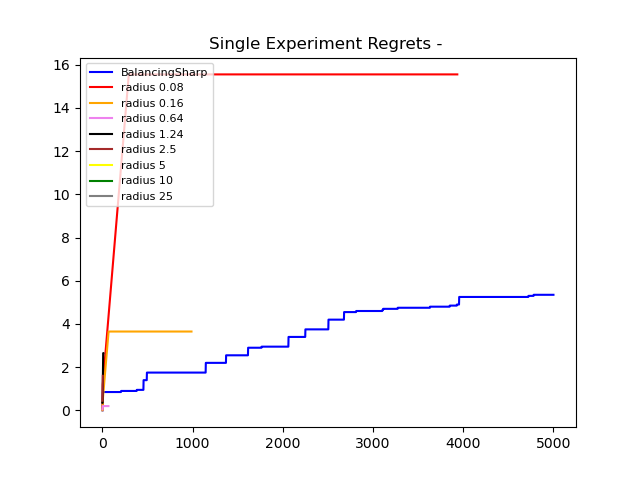 Single Experiment Regrets -
16
14
12
10
8
6
4
2
0
BalancingSharp
radius 0.08
radius 0.16
radius 0.64
radius 1.24
radius 2.5
radius 5
radius 10
radius 25
0 1000 2000 3000 4000 5000